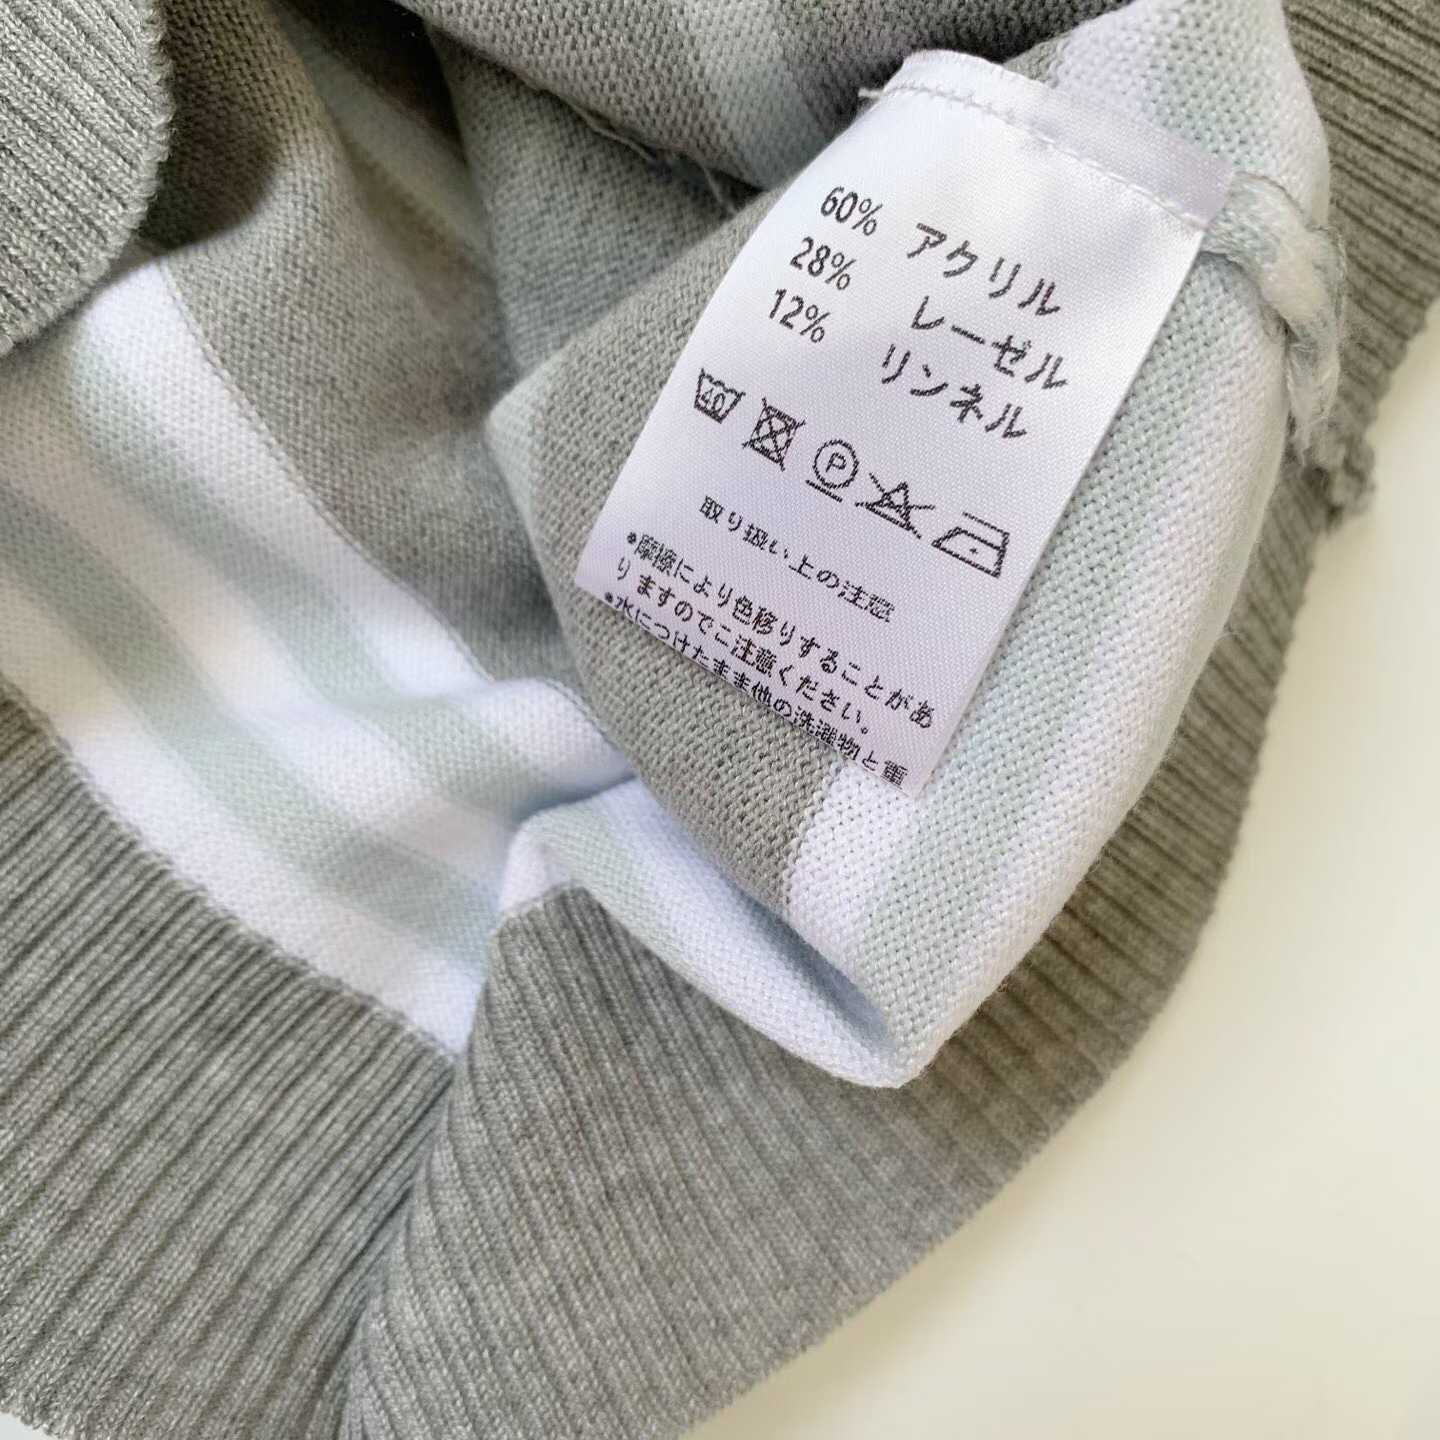 60% アクリル
28% レーゼル
12% リンネル
40
P
取り扱い上の注意
*摩擦により色移りすることがあ
りますのでご注意ください。
*水につけたまま他の洗濯物と重